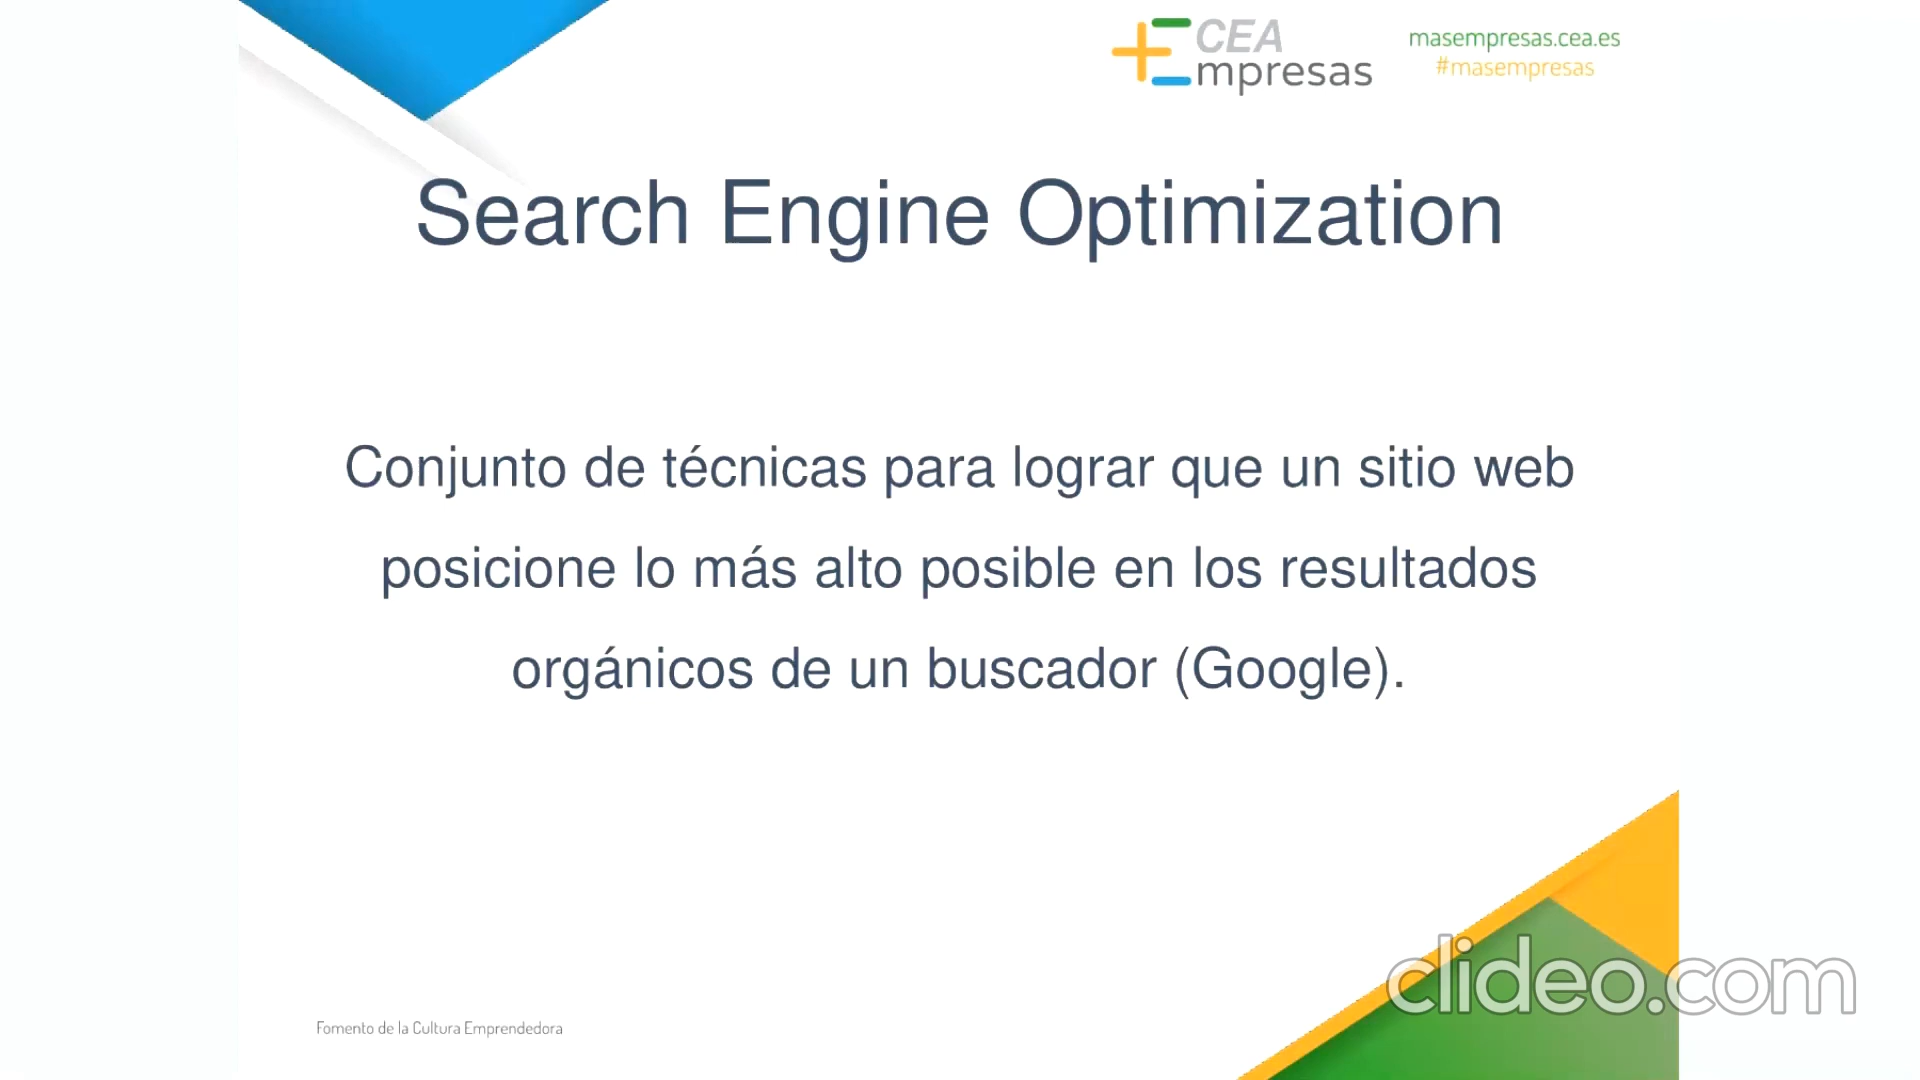 CEA
Empresas
masempresas.cea.es
#masempresas
Search Engine Optimization
Conjunto de técnicas para lograr que un sitio web
posicione lo más alto posible en los resultados
orgánicos de un buscador (Google).
clideo.com
Fomento de la Cultura Emprendedora